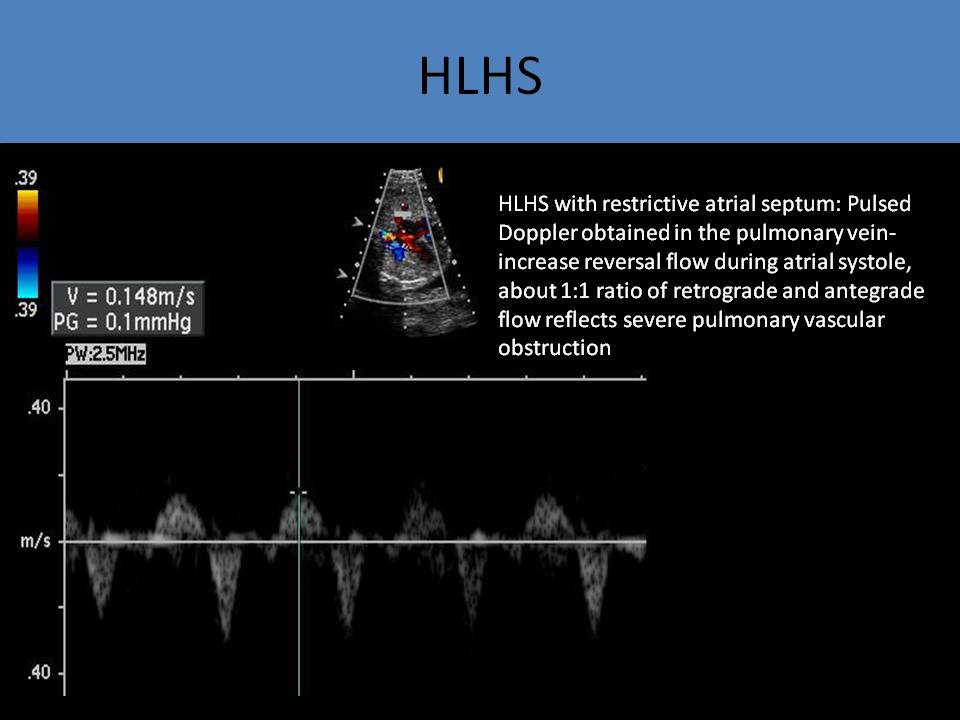 HLHS
.39
.39
V = 0.148m/s
PG = 0.1mmHg
PW:2.5MHz
.40
m/s
.40
HLHS with restrictive atrial septum: Pulsed
Doppler obtained in the pulmonary vein-
increase reversal flow during atrial systole,
about 1:1 ratio of retrograde and antegrade
flow reflects severe pulmonary vascular
obstruction